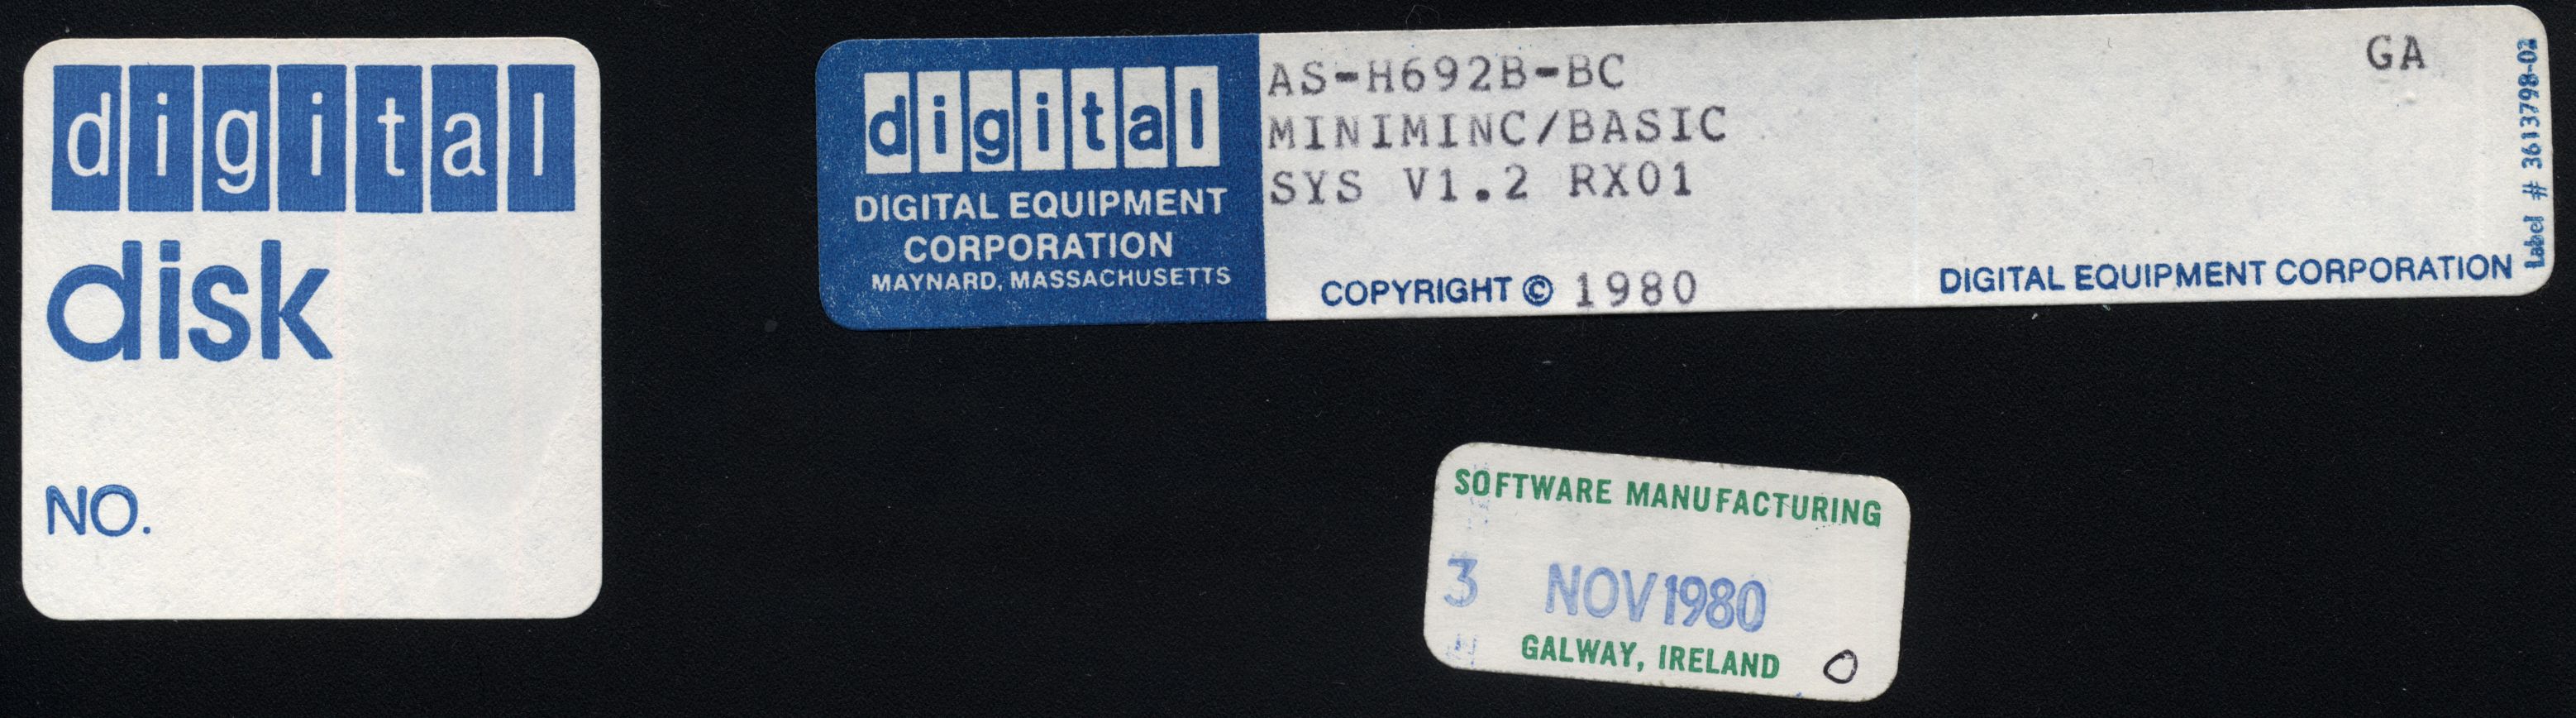 digital
disk
NO.
digital
DIGITAL EQUIPMENT
CORPORATION
MAYNARD, MASSACHUSETTS
AS-H692B-BC
MINIMINC/BASIC
SYS V1.2 RX01
COPYRIGHT © 1980
GA
DIGITAL EQUIPMENT CORPORATION
Label # 3613798-02
SOFTWARE MANUFACTURING
3 NOV 1980
GALWAY, IRELAND O